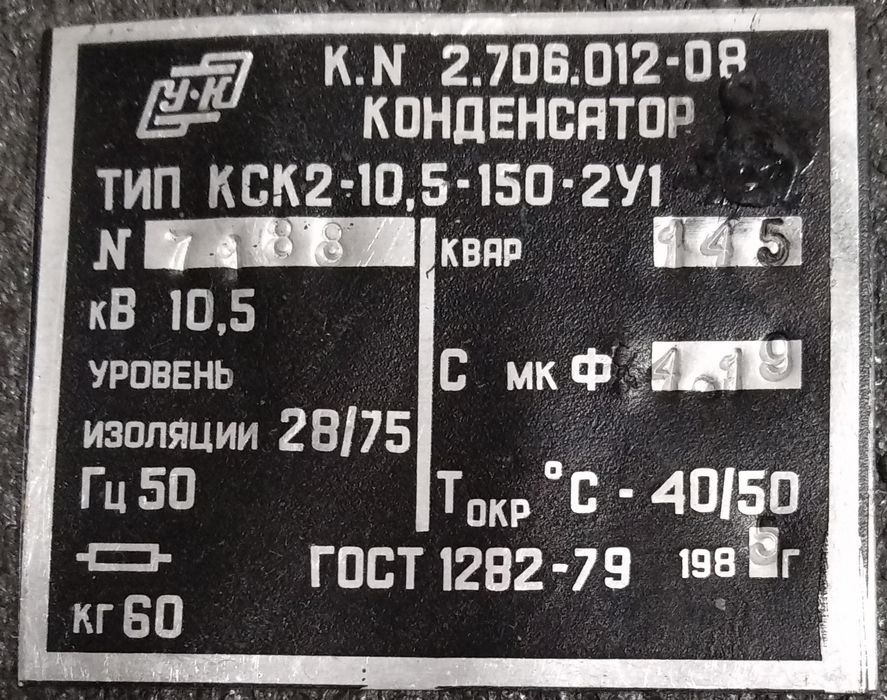 У·К
K.N 2.706.012-08
КОНДЕНСАТОР
ТИП КСК2-10,5-150-2У1
N 7188
КВАР 145
кВ 10,5
УРОВЕНЬ
ИЗОЛЯЦИИ 28/75
С мкФ 4.19
Гц 50
Токр °С - 40/50
ГОСТ 1282-79
198 г
кг 60